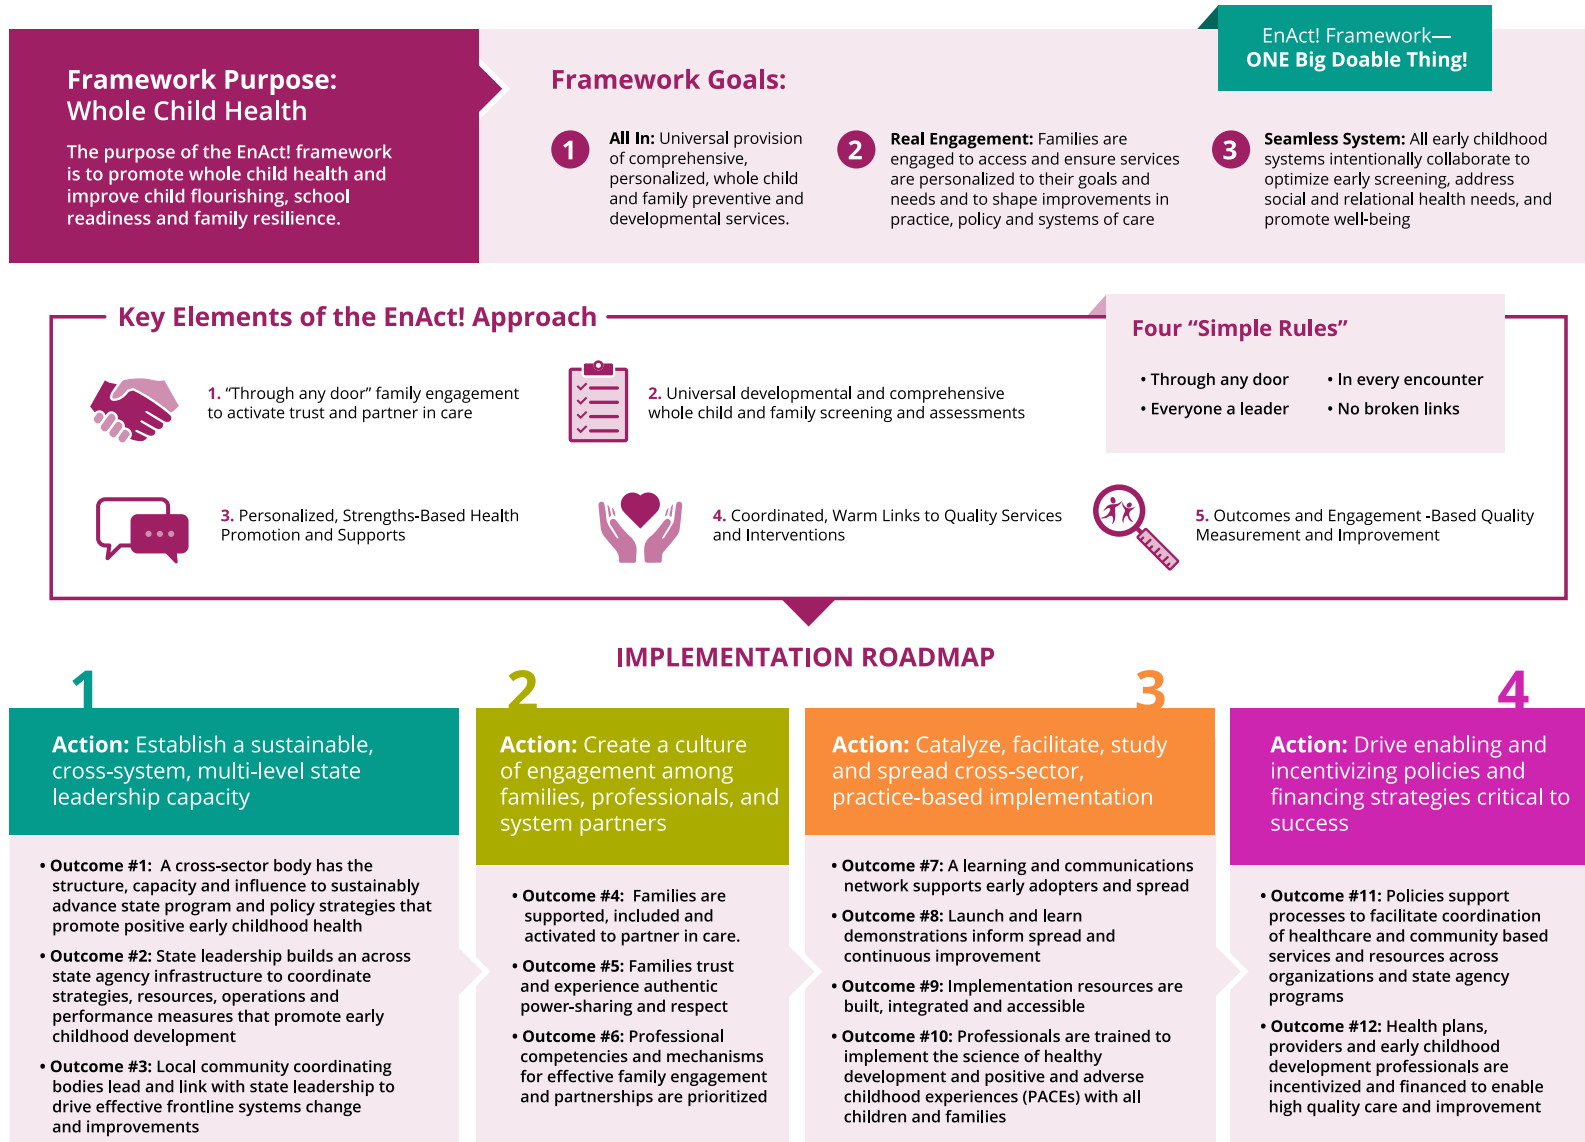 EnAct! Framework—
ONE Big Doable Thing!
Framework Purpose:
Whole Child Health
The purpose of the EnAct! framework
is to promote whole child health and
improve child flourishing, school
readiness and family resilience.
Framework Goals:
1
All In: Universal provision
of comprehensive,
personalized, whole child
and family preventive and
developmental services.
2
Real Engagement: Families are
engaged to access and ensure services
are personalized to their goals and
needs and to shape improvements in
practice, policy and systems of care
3
Seamless System: All early childhood
systems intentionally collaborate to
optimize early screening, address
social and relational health needs, and
promote well-being
Key Elements of the EnAct! Approach
1. “Through any door” family engagement
to activate trust and partner in care
2. Universal developmental and comprehensive
whole child and family screening and assessments
Four “Simple Rules”
• Through any door
• In every encounter
• Everyone a leader
• No broken links
3. Personalized, Strengths-Based Health
Promotion and Supports
4. Coordinated, Warm Links to Quality Services
and Interventions
5. Outcomes and Engagement -Based Quality
Measurement and Improvement
IMPLEMENTATION ROADMAP
1
Action: Establish a sustainable,
cross-system, multi-level state
leadership capacity
• Outcome #1: A cross-sector body has the
structure, capacity and influence to sustainably
advance state program and policy strategies that
promote positive early childhood health
• Outcome #2: State leadership builds an across
state agency infrastructure to coordinate
strategies, resources, operations and
performance measures that promote early
childhood development
• Outcome #3: Local community coordinating
bodies lead and link with state leadership to
drive effective frontline systems change
and improvements
2
Action: Create a culture
of engagement among
families, professionals, and
system partners
• Outcome #4: Families are
supported, included and
activated to partner in care.
• Outcome #5: Families trust
and experience authentic
power-sharing and respect
• Outcome #6: Professional
competencies and mechanisms
for effective family engagement
and partnerships are prioritized
3
Action: Catalyze, facilitate, study
and spread cross-sector,
practice-based implementation
• Outcome #7: A learning and communications
network supports early adopters and spread
• Outcome #8: Launch and learn
demonstrations inform spread and
continuous improvement
• Outcome #9: Implementation resources are
built, integrated and accessible
• Outcome #10: Professionals are trained to
implement the science of healthy
development and positive and adverse
childhood experiences (PACEs) with all
children and families
4
Action: Drive enabling and
incentivizing policies and
financing strategies critical to
success
• Outcome #11: Policies support
processes to facilitate coordination
of healthcare and community based
services and resources across
organizations and state agency
programs
• Outcome #12: Health plans,
providers and early childhood
development professionals are
incentivized and financed to enable
high quality care and improvement